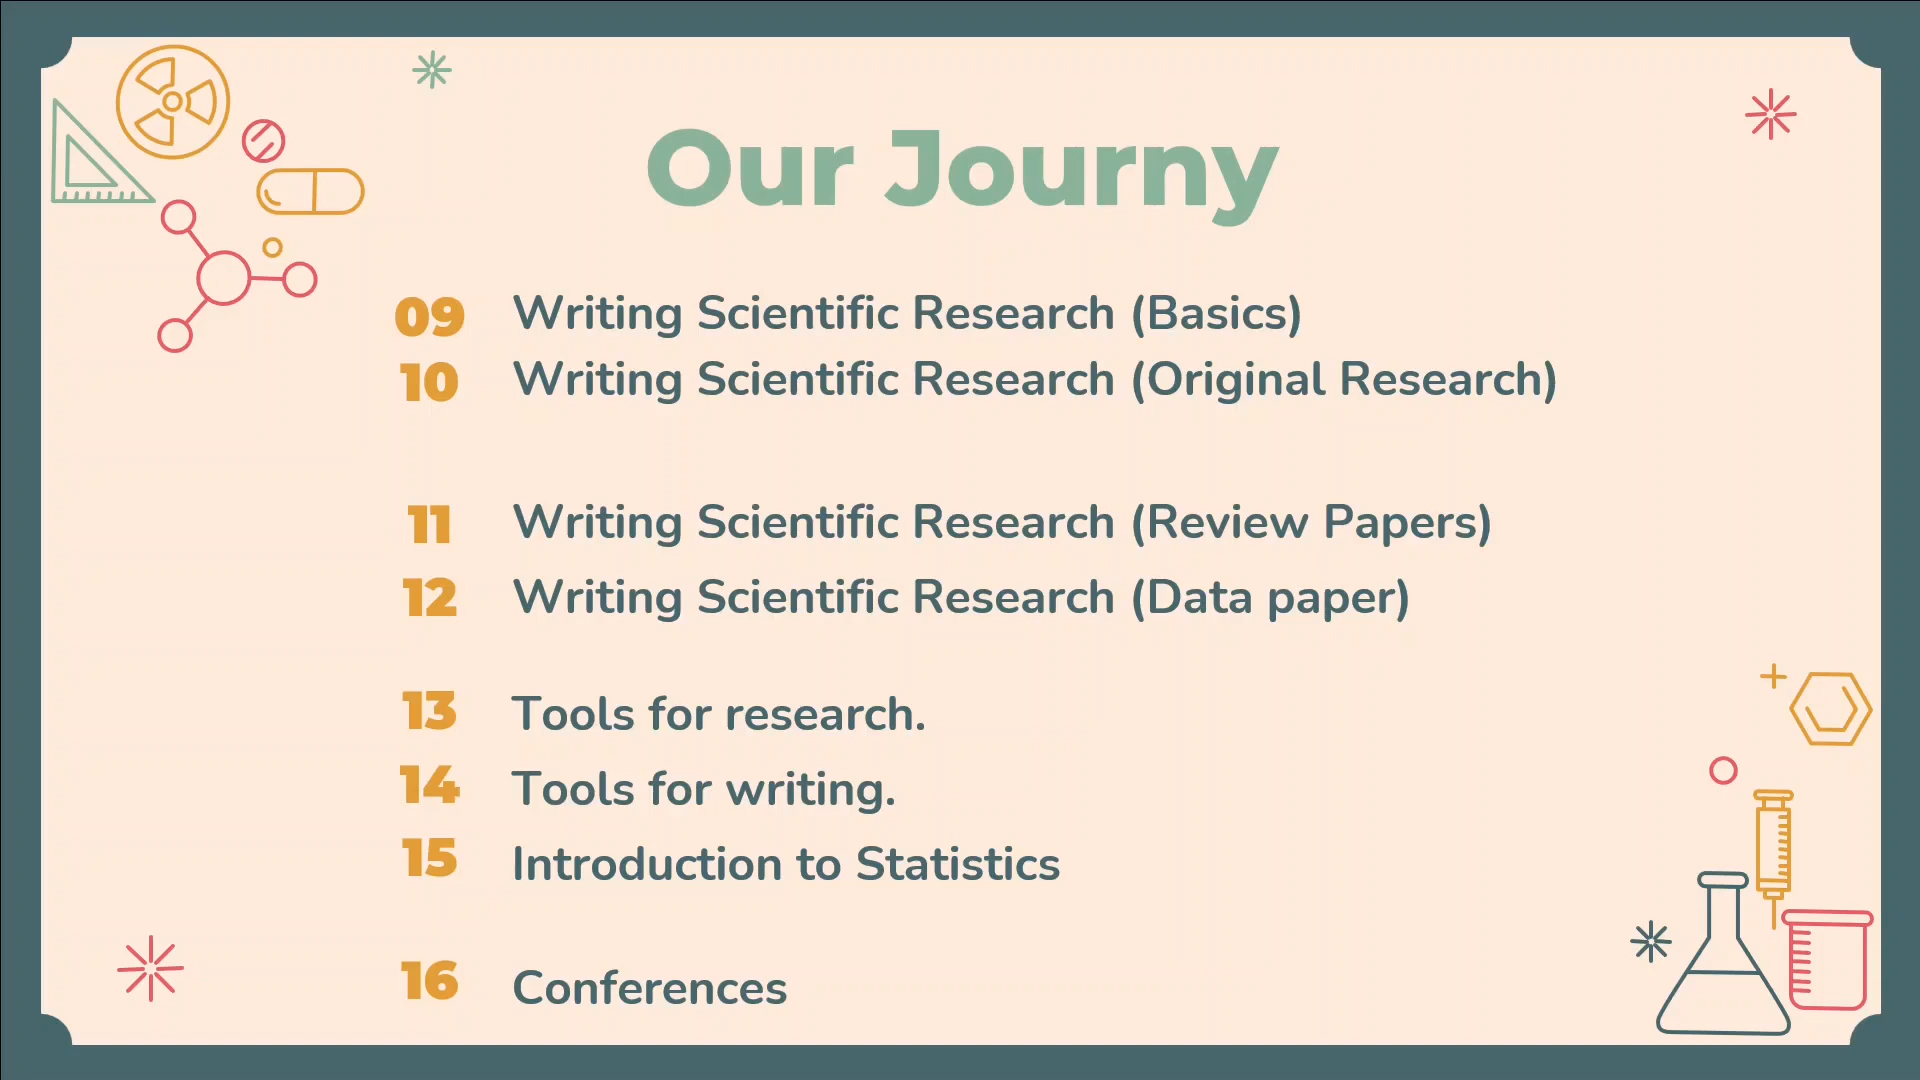 Our Journy
09 Writing Scientific Research (Basics)
10 Writing Scientific Research (Original Research)
11 Writing Scientific Research (Review Papers)
12 Writing Scientific Research (Data paper)
13 Tools for research.
14 Tools for writing.
15 Introduction to Statistics
16 Conferences